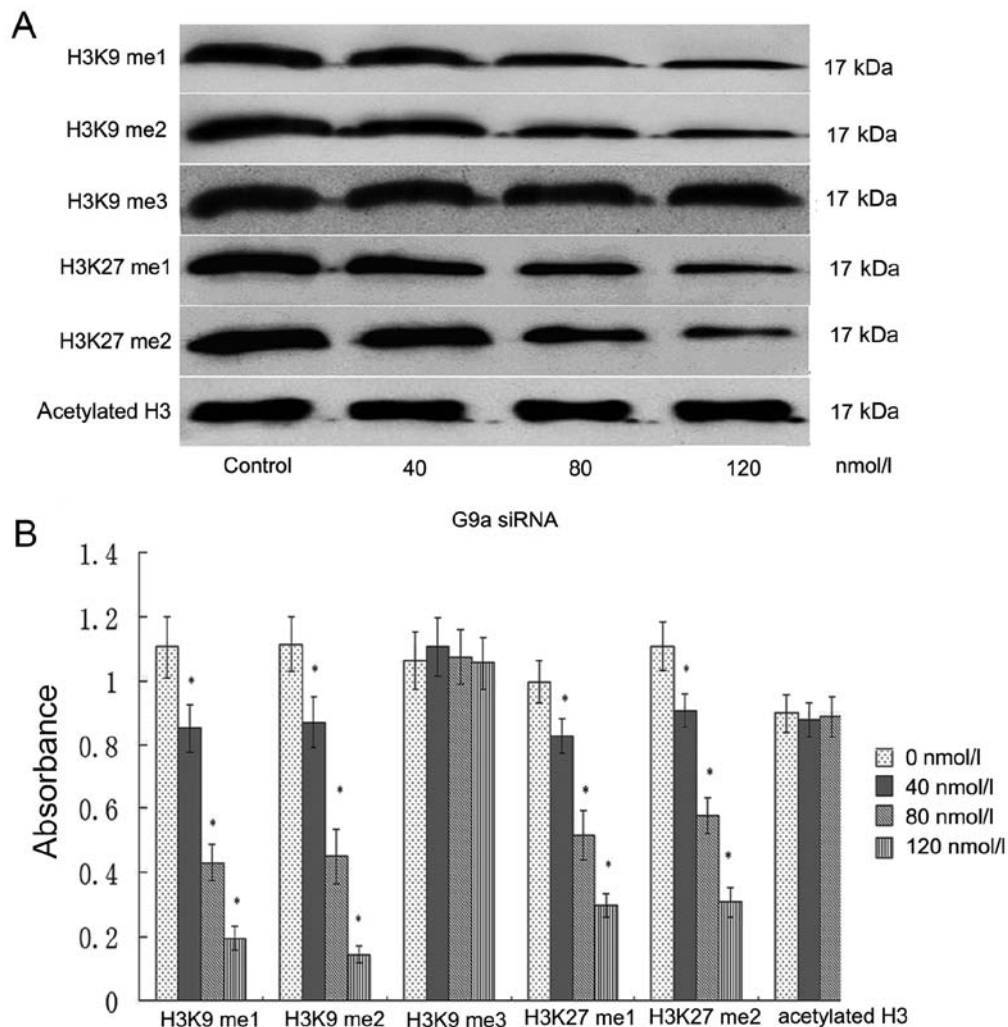 A
H3K9 me1 17 kDa
H3K9 me2 17 kDa
H3K9 me3 17 kDa
H3K27 me1 17 kDa
H3K27 me2 17 kDa
Acetylated H3 17 kDa
Control 40 80 120 nmol/l
G9a siRNA
B
Absorbance
1.4
1.2
1
0.8
0.6
0.4
0.2
0
* * * * * * * * * * * *
0 nmol/l
40 nmol/l
80 nmol/l
120 nmol/l
H3K9 me1 H3K9 me2 H3K9 me3 H3K27 me1 H3K27 me2 acetylated H3